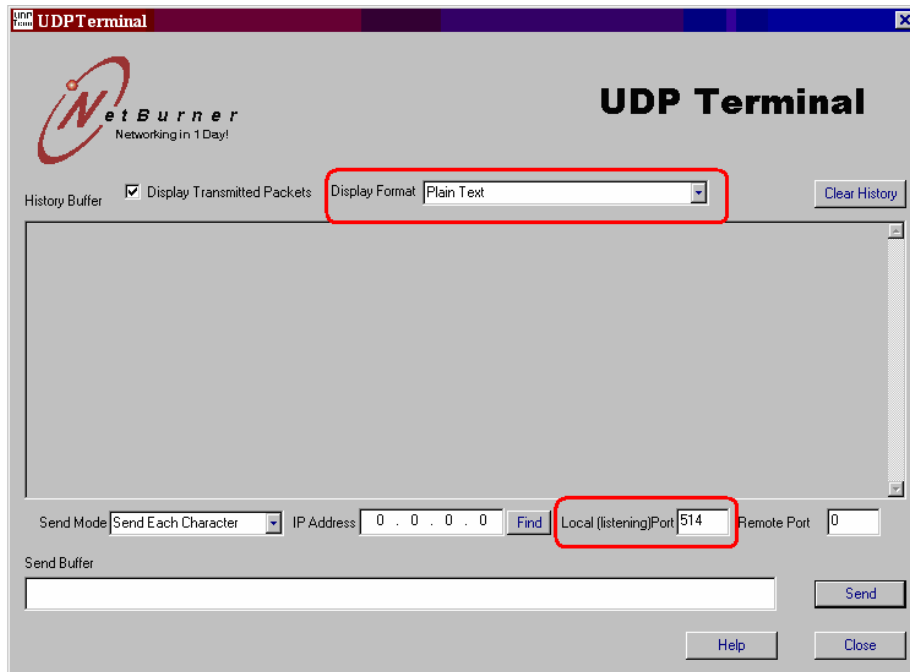 UDP Term UDPTerminal
NetBurner
Networking in 1 Day!
UDP Terminal
History Buffer Display Transmitted Packets Display Format Plain Text Clear History
Send Mode Send Each Character IP Address 0 . 0 . 0 . 0 Find Local (listening)Port 514 Remote Port 0
Send Buffer
Send
Help Close